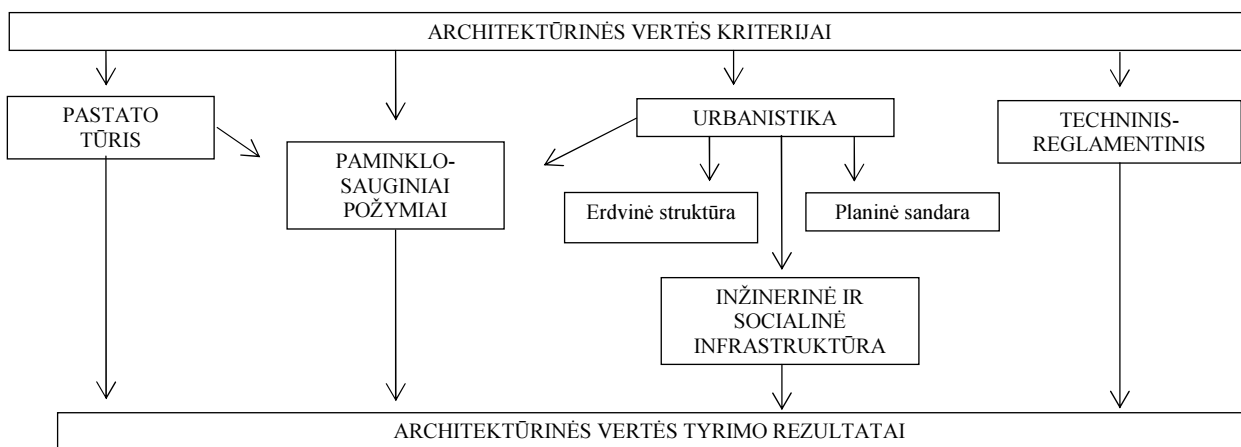 ARCHITEKTŪRINĖS VERTĖS KRITERIJAI
PASTATO
TŪRIS
PAMINKLO-
SAUGINIAI
POŽYMIAI
URBANISTIKA
Erdvinė struktūra
Planinė sandara
INŽINERINĖ IR
SOCIALINĖ
INFRASTRUKTŪRA
TECHNINIS-
REGLAMENTINIS
ARCHITEKTŪRINĖS VERTĖS TYRIMO REZULTATAI